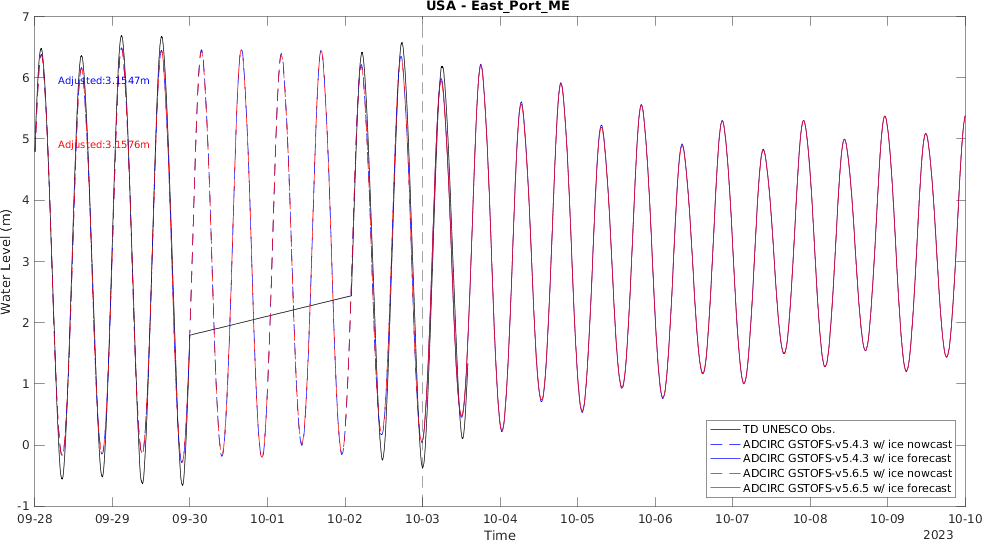 USA - East_Port_ME
7
6
5
4
3
2
1
0
-1
Water Level (m)
Adjusted:3.1547m
Adjusted:3.1576m
TD UNESCO Obs.
ADCIRC GSTOFS-v5.4.3 w/ ice nowcast
ADCIRC GSTOFS-v5.4.3 w/ ice forecast
ADCIRC GSTOFS-v5.6.5 w/ ice nowcast
ADCIRC GSTOFS-v5.6.5 w/ ice forecast
09-28 09-29 09-30 10-01 10-02 10-03 10-04 10-05 10-06 10-07 10-08 10-09 10-10
Time
2023